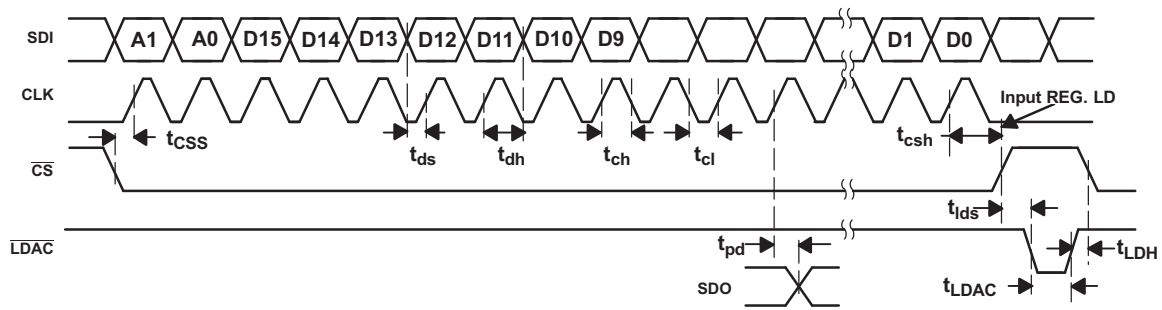 SDI A1 A0 D15 D14 D13 D12 D11 D10 D9 D1 D0
CLK
Input REG. LD
tCSS tds tdh tch tcl tcsh
CS
tlds
LDAC
tpd tLDH
SDO tLDAC